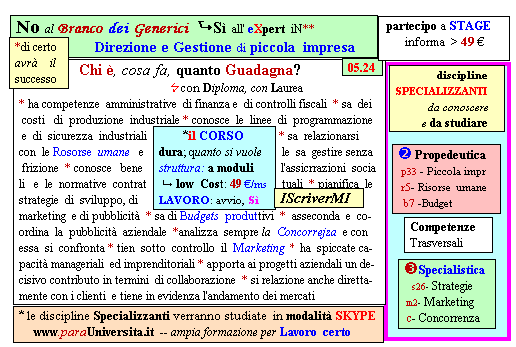 No al Branco dei Generici ↳Sì all' eXpert iN**
Direzione e Gestione di piccola impresa
*di certo
avrà il
successo
05.24
Chi è, cosa fa, quanto Guadagna?
con Diploma, con Laurea
* ha competenze amministrative di finanza e di controlli fiscali * sa dei
costi di produzione industriale * conosce le linee di programmazione
e di sicurezza industriali * sa relazionarsi
con le Rosorse umane e le sa gestire senza
frizione * conosce bene l'assicrrazioni socia
li e le normative contrat tuali * pianifica le
strategie di sviluppo, di
marketing e di pubblicità * sa di Budgets produttivi * asseconda e co-
ordina la pubblicità aziendale *analizza sempre la Concorrejza e con
essa si confronta * tien sotto controllo il Marketing * ha spiccate ca-
pacità manageriali ed imprenditoriali * apporta ai progetti aziendali un de-
cisivo contributo in termini di collaborazione * si relazione anche diretta-
mente con i clienti e tiene in evidenza l'andamento dei mercati
*il CORSO
dura; quanto si vuole
struttura: a moduli
↳ low Cost: 49 €/ms
LAVORO: avvio, Sì
IScriverMI
* le discipline Specializzanti verranno studiate in modalità SKYPE
www.paraUniversita.it -- ampia formazione per Lavoro certo
partecipo a STAGE
informa > 49 €
discipline
SPECIALIZZANTI
da conoscere
e da studiare
❷ Propedeutica
p33 - Piccola impr
r5- Risorse umane
b7 -Budget
Competenze
Trasversali
❸Specialistica
s26- Strategie
m2- Marketing
c- Concorrenza